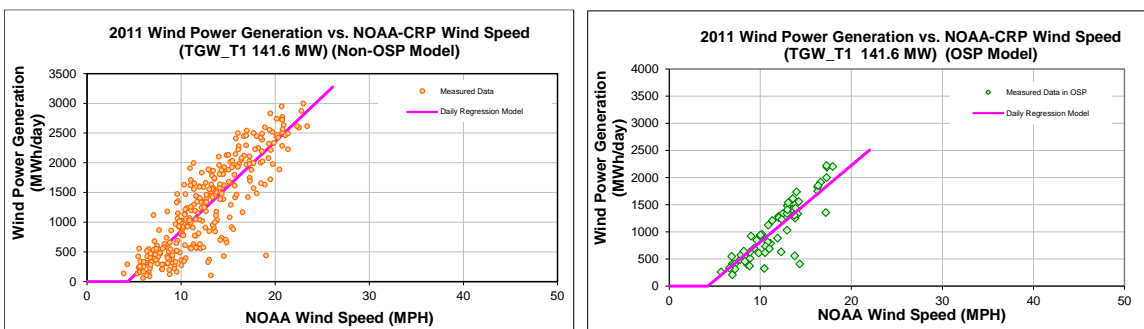 2011 Wind Power Generation vs. NOAA-CRP Wind Speed
(TGW_T1 141.6 MW) (Non-OSP Model)
Wind Power Generation
(MWh/day)
3500
3000
2500
2000
1500
1000
500
0
Measured Data
Daily Regression Model
0 10 20 30 40 50
NOAA Wind Speed (MPH)
2011 Wind Power Generation vs. NOAA-CRP Wind Speed
(TGW_T1 141.6 MW) (OSP Model)
Wind Power Generation
(MWh/day)
4000
3500
3000
2500
2000
1500
1000
500
0
Measured Data in OSP
Daily Regression Model
0 10 20 30 40 50
NOAA Wind Speed (MPH)